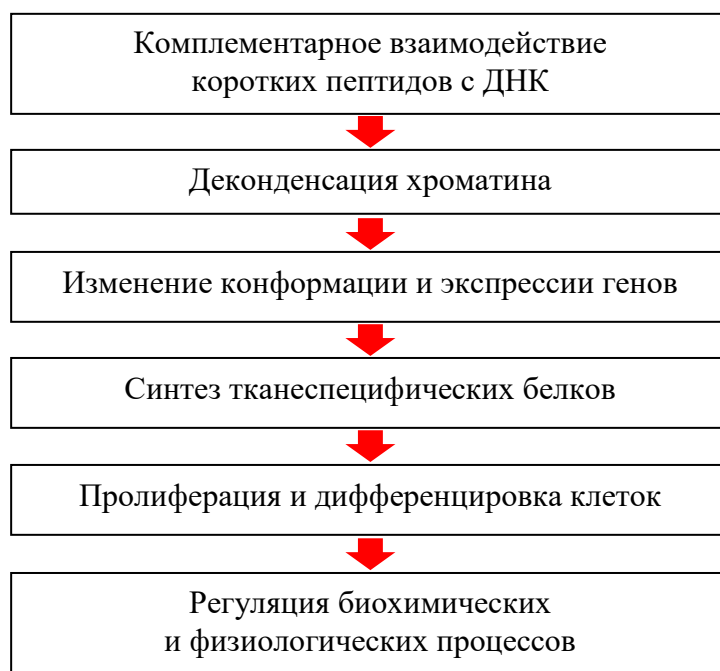 Комплементарное взаимодействие
коротких пептидов с ДНК
Деконденсация хроматина
Изменение конформации и экспрессии генов
Синтез тканеспецифических белков
Пролиферация и дифференцировка клеток
Регуляция биохимических
и физиологических процессов